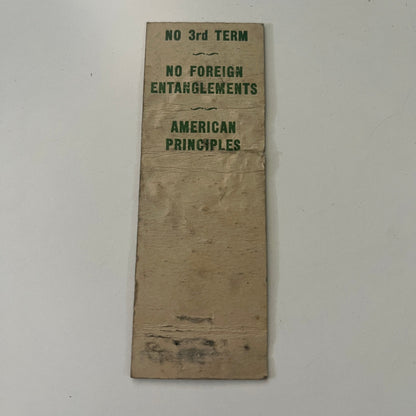 NO 3rd TERM
NO FOREIGN
ENTANGLEMENTS
AMERICAN
PRINCIPLES